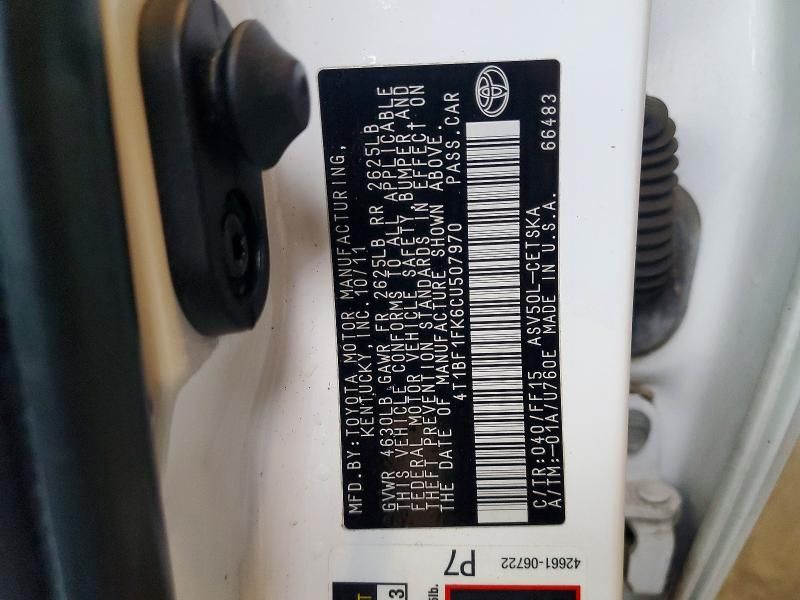 MFD.BY:TOYOTA MOTOR MANUFACTURING,
KENTUCKY, INC. 10/11
GVWR 4630LB GAWR FR 2625LB RR 2625LB
THIS VEHICLE CONFORMS TO ALL APPLICABLE
FEDERAL MOTOR VEHICLE SAFETY, BUMPER AND
THEFT PREVENTION STANDARDS IN EFFECT ON
THE DATE OF MANUFACTURE SHOWN ABOVE.
4T1BF1FK6CU507970 PASS.CAR
C/TR:040/FF15 ASV50L-CETSKA
A/TM:-01A/U760E MADE IN U.S.A. 66483
42661-06722
P7
3
lb.